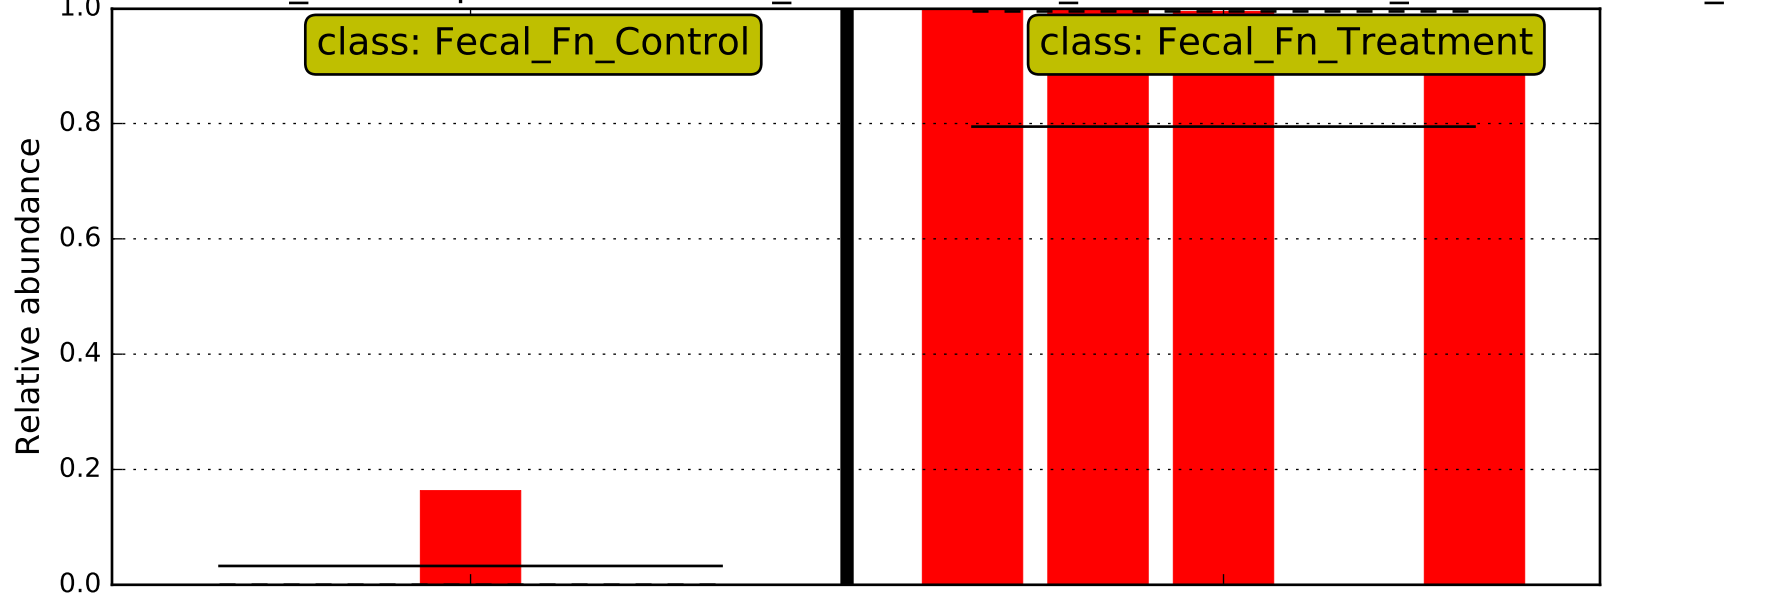 1.0
class: Fecal_Fn_Control
class: Fecal_Fn_Treatment
0.8
0.6
0.4
0.2
0.0
Relative abundance